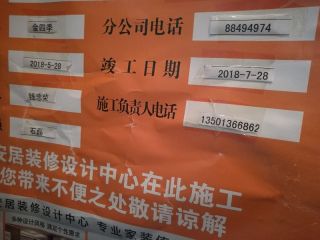 金四季 分公司电话 88494974
2018-5-28 竣工日期 2018-7-28
钱忠荣 施工负责人电话 13501366862
石磊
安居装修设计中心在此施工
您带来不便之处敬请谅解
修设计中心 专业家装